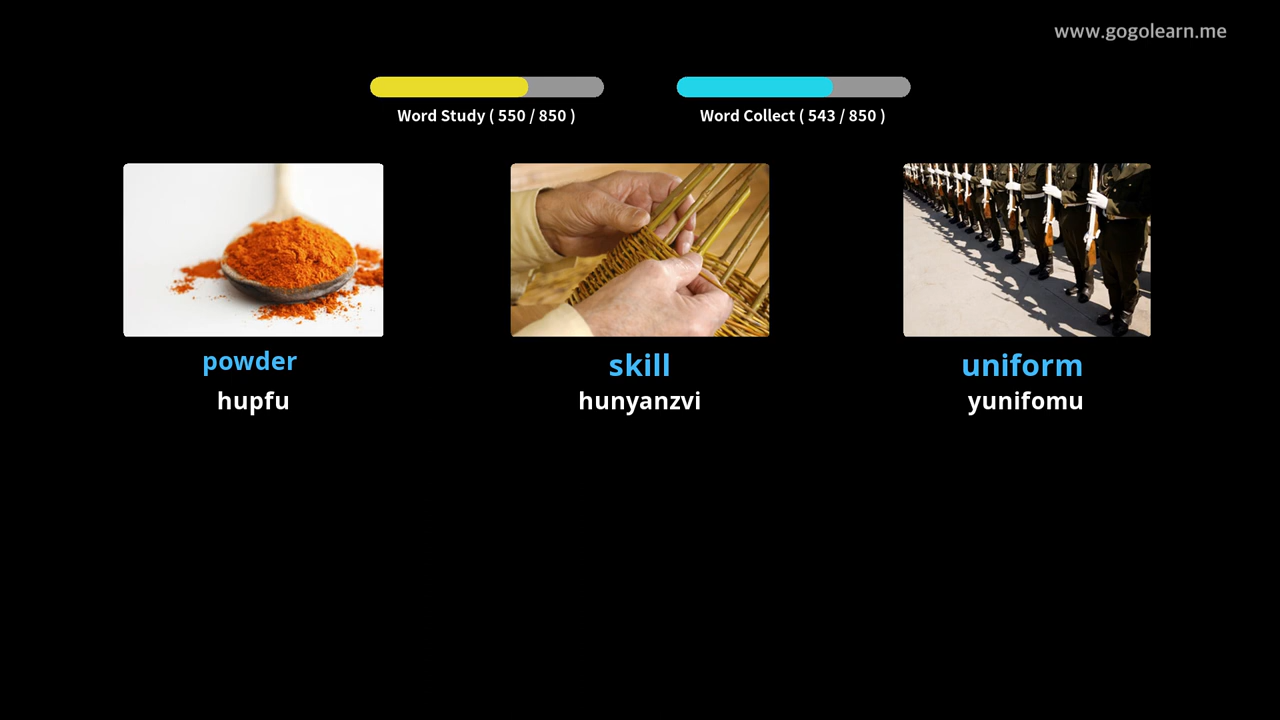 www.gogolearn.me
Word Study ( 550 / 850 )
Word Collect ( 543 / 850 )
powder
hupfu
skill
hunyanzvi
uniform
yunifomu